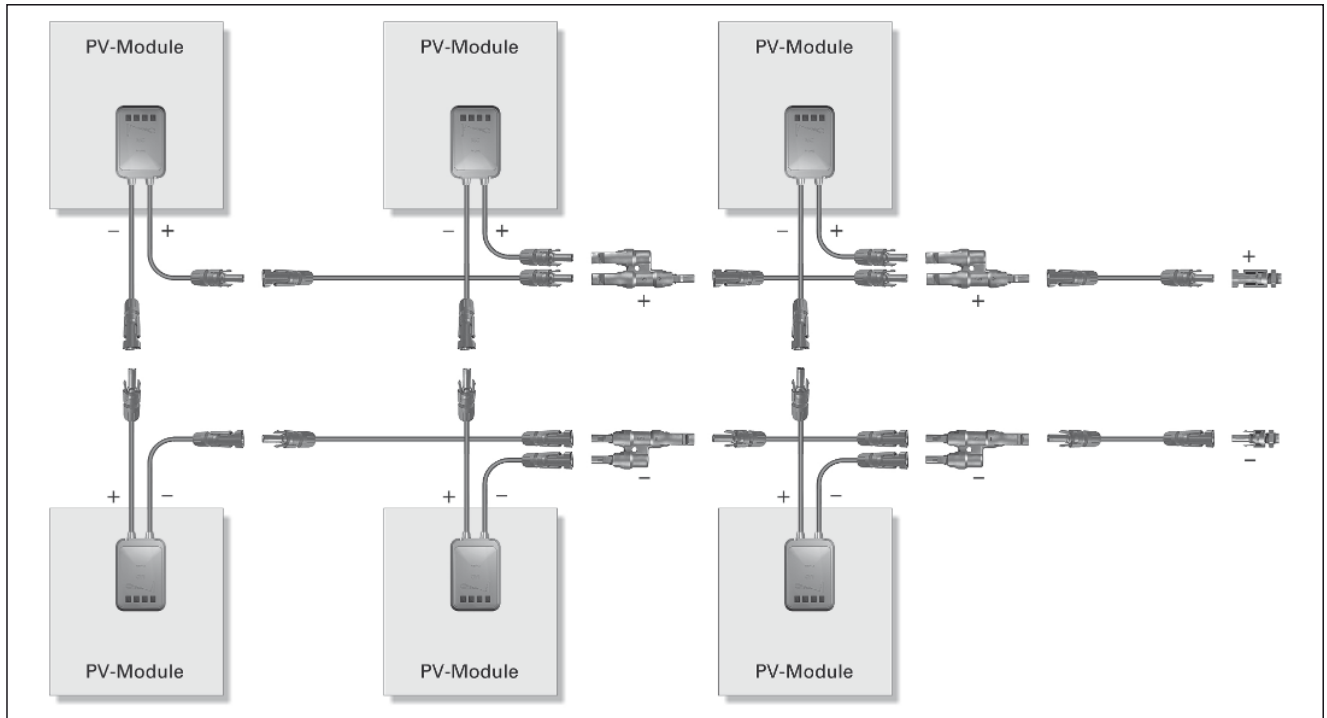 PV-Module PV-Module PV-Module
− + − + − +
+
+ +
− −
−
+ − + − + −
PV-Module PV-Module PV-Module